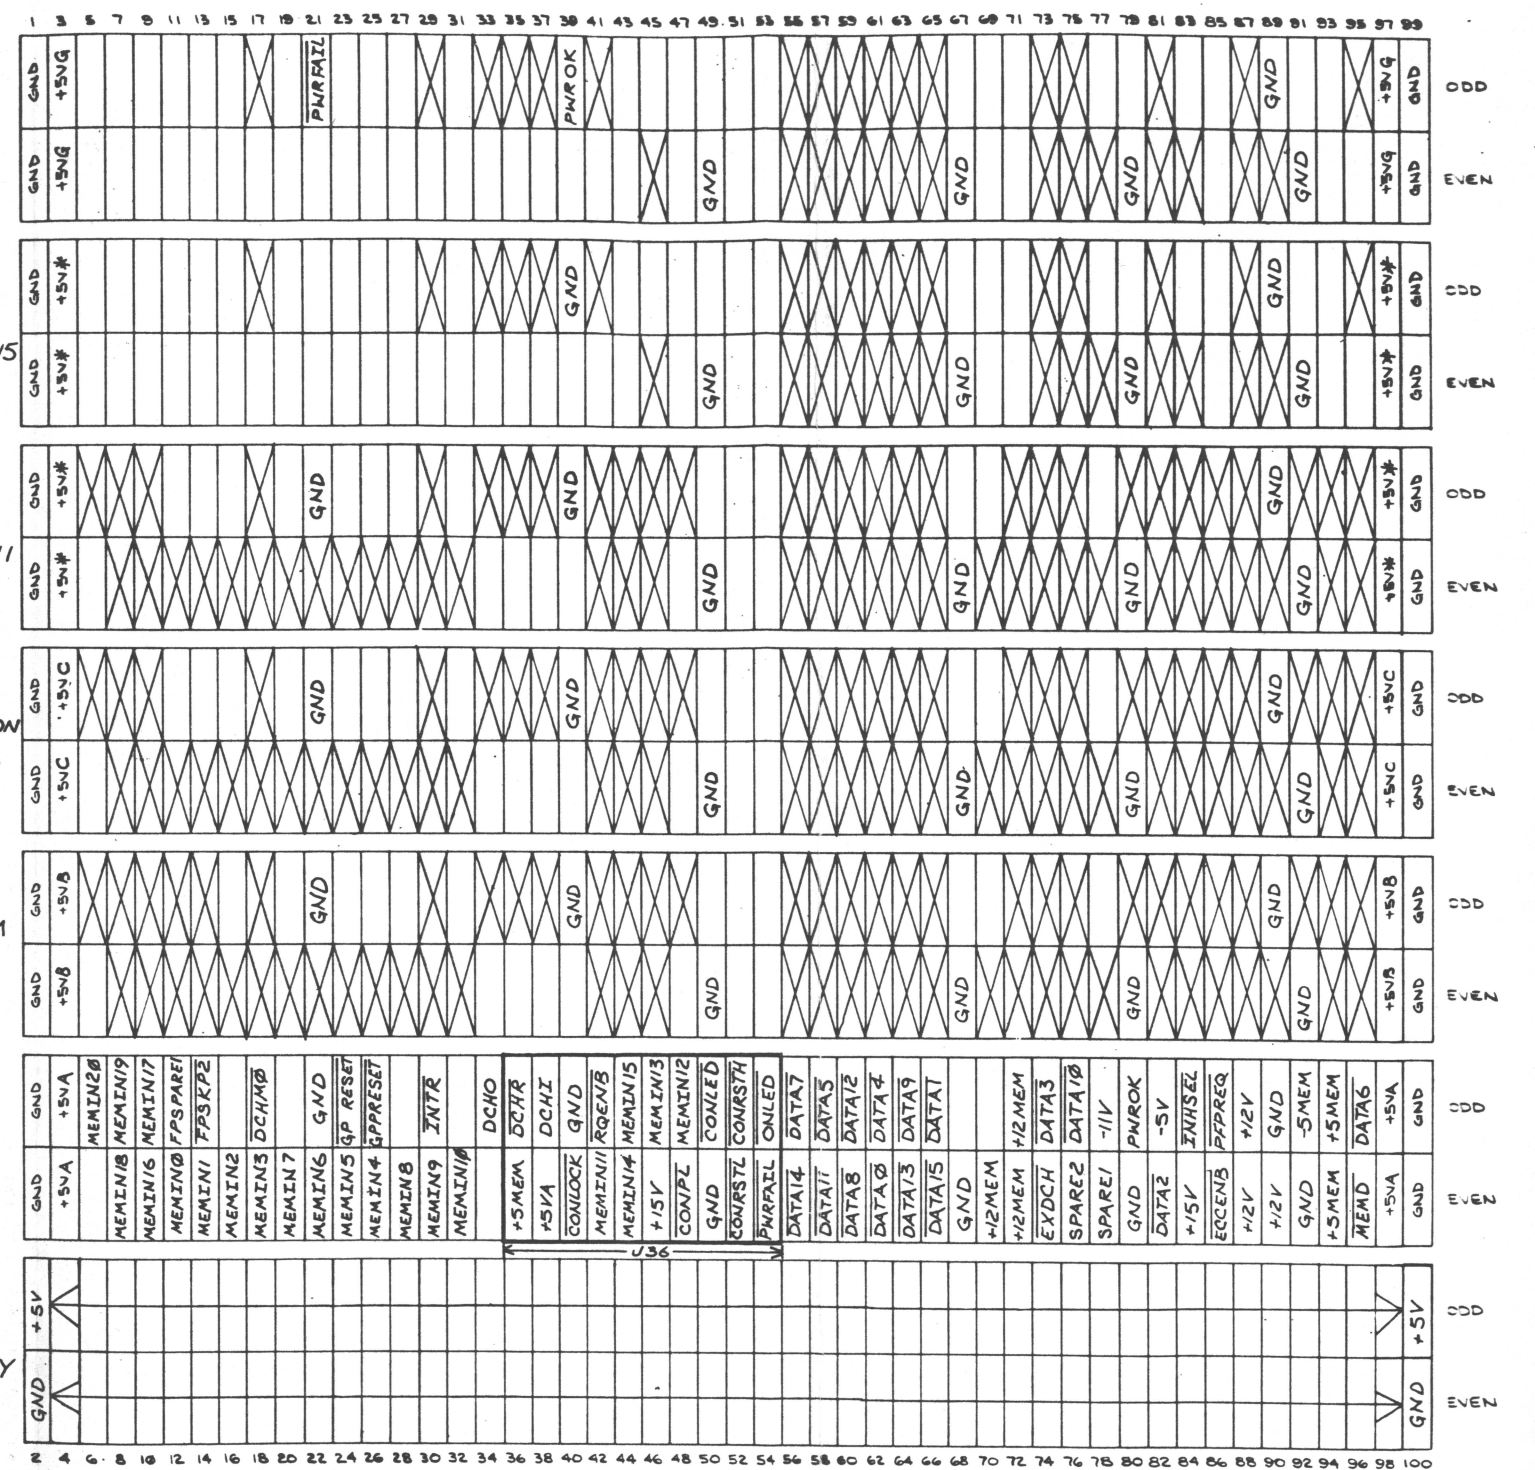 1 3 5 7 9 11 13 15 17 19 21 23 25 27 29 31 33 35 37 39 41 43 45 47 49 51 53 55 57 59 61 63 65 67 69 71 73 75 77 79 81 83 85 87 89 91 93 95 97 99
GND +5VG PWRFAIL PWROK GND +5VG GND ODD
GND +5VG GND GND GND GND +5VG GND EVEN
GND +5V* GND GND +5V* GND ODD
GND +5V* GND GND GND GND +5V* GND EVEN
GND +5V* GND GND GND +5V* GND ODD
GND +5V* GND GND GND GND +5V* GND EVEN
GND +5VC GND GND GND +5VC GND ODD
GND +5VC GND GND GND GND +5VC GND EVEN
GND +5VB GND GND GND +5VB GND ODD
GND +5VB GND GND GND GND +5VB GND EVEN
GND +5VA MEMIN20 MEMIN19 MEMIN17 FPSPARE1 FPSKP2 DCHMØ GND GP RESET GPPRESET INTR DCHO DCHR DCHI GND RQENB MEMIN15 MEMIN13 MEMIN12 CONLED CONRSTH ONLED DATA7 DATA5 DATA12 DATA4 DATA9 DATA1 +12MEM DATA3 DATA1Ø -11V PWROK -5V INHSEL PFPREQ +12V GND -5MEM +5MEM DATA6 +5VA GND ODD
GND +5VA MEMIN18 MEMIN16 MEMINØ MEMIN1 MEMIN2 MEMIN3 MEMIN7 MEMIN6 MEMIN5 MEMIN4 MEMIN8 MEMIN9 MEMIN1Ø +5MEM +5VA CONLOCK MEMIN11 MEMIN14 +15V CONPL GND CONRSTL PWRFAIL DATA14 DATA11 DATA8 DATAØ DATA13 DATA15 GND +12MEM +12MEM EXDCH SPARE2 SPARE1 GND DATA2 +15V ECCENB +12V +12V GND +5MEM MEMD +5VA GND EVEN
J36
+5V +5V ODD
GND GND EVEN
2 4 6 8 10 12 14 16 18 20 22 24 26 28 30 32 34 36 38 40 42 44 46 48 50 52 54 56 58 60 62 64 66 68 70 72 74 76 78 80 82 84 86 88 90 92 94 96 98 100